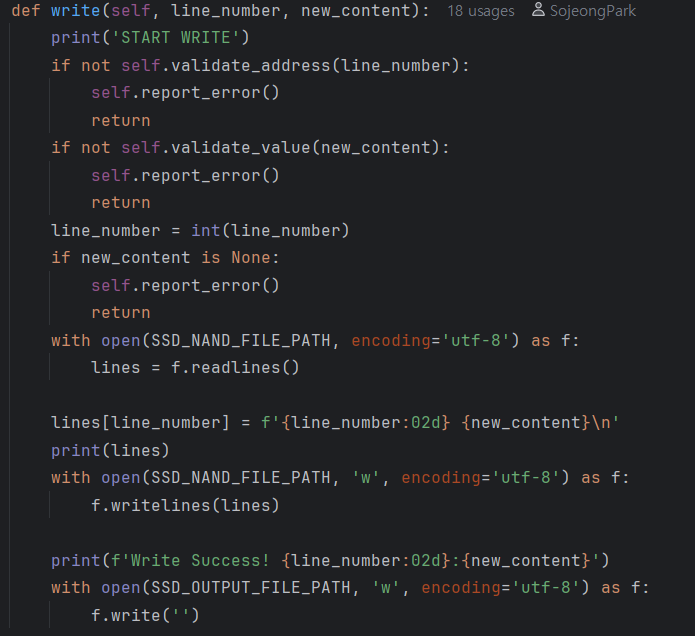 def write(self, line_number, new_content): 18 usages SojeongPark
    print('START WRITE')
    if not self.validate_address(line_number):
        self.report_error()
        return
    if not self.validate_value(new_content):
        self.report_error()
        return
    line_number = int(line_number)
    if new_content is None:
        self.report_error()
        return
    with open(SSD_NAND_FILE_PATH, encoding='utf-8') as f:
        lines = f.readlines()

    lines[line_number] = f'{line_number:02d} {new_content}\n'
    print(lines)
    with open(SSD_NAND_FILE_PATH, 'w', encoding='utf-8') as f:
        f.writelines(lines)

    print(f'Write Success! {line_number:02d}:{new_content}')
    with open(SSD_OUTPUT_FILE_PATH, 'w', encoding='utf-8') as f:
        f.write('')